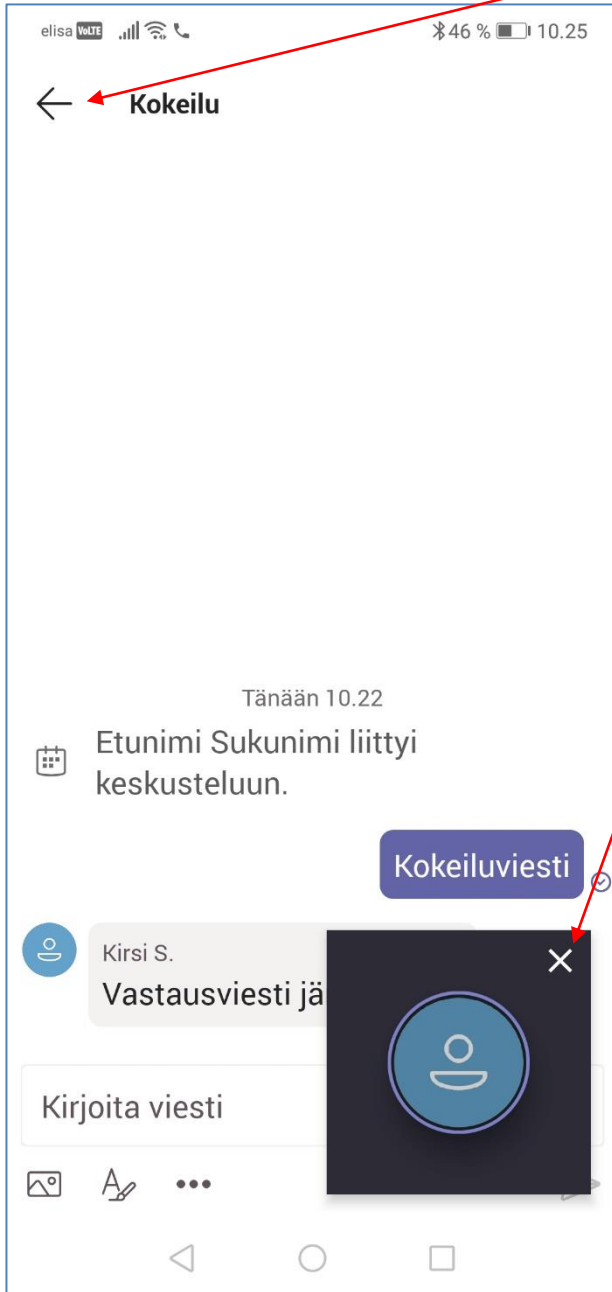 elisa VoLTE 46 % 10.25
Kokeilu
Tänään 10.22
Etunimi Sukunimi liittyi
keskusteluun.
Kokeiluviesti
Kirsi S.
Vastausviesti jä
Kirjoita viesti